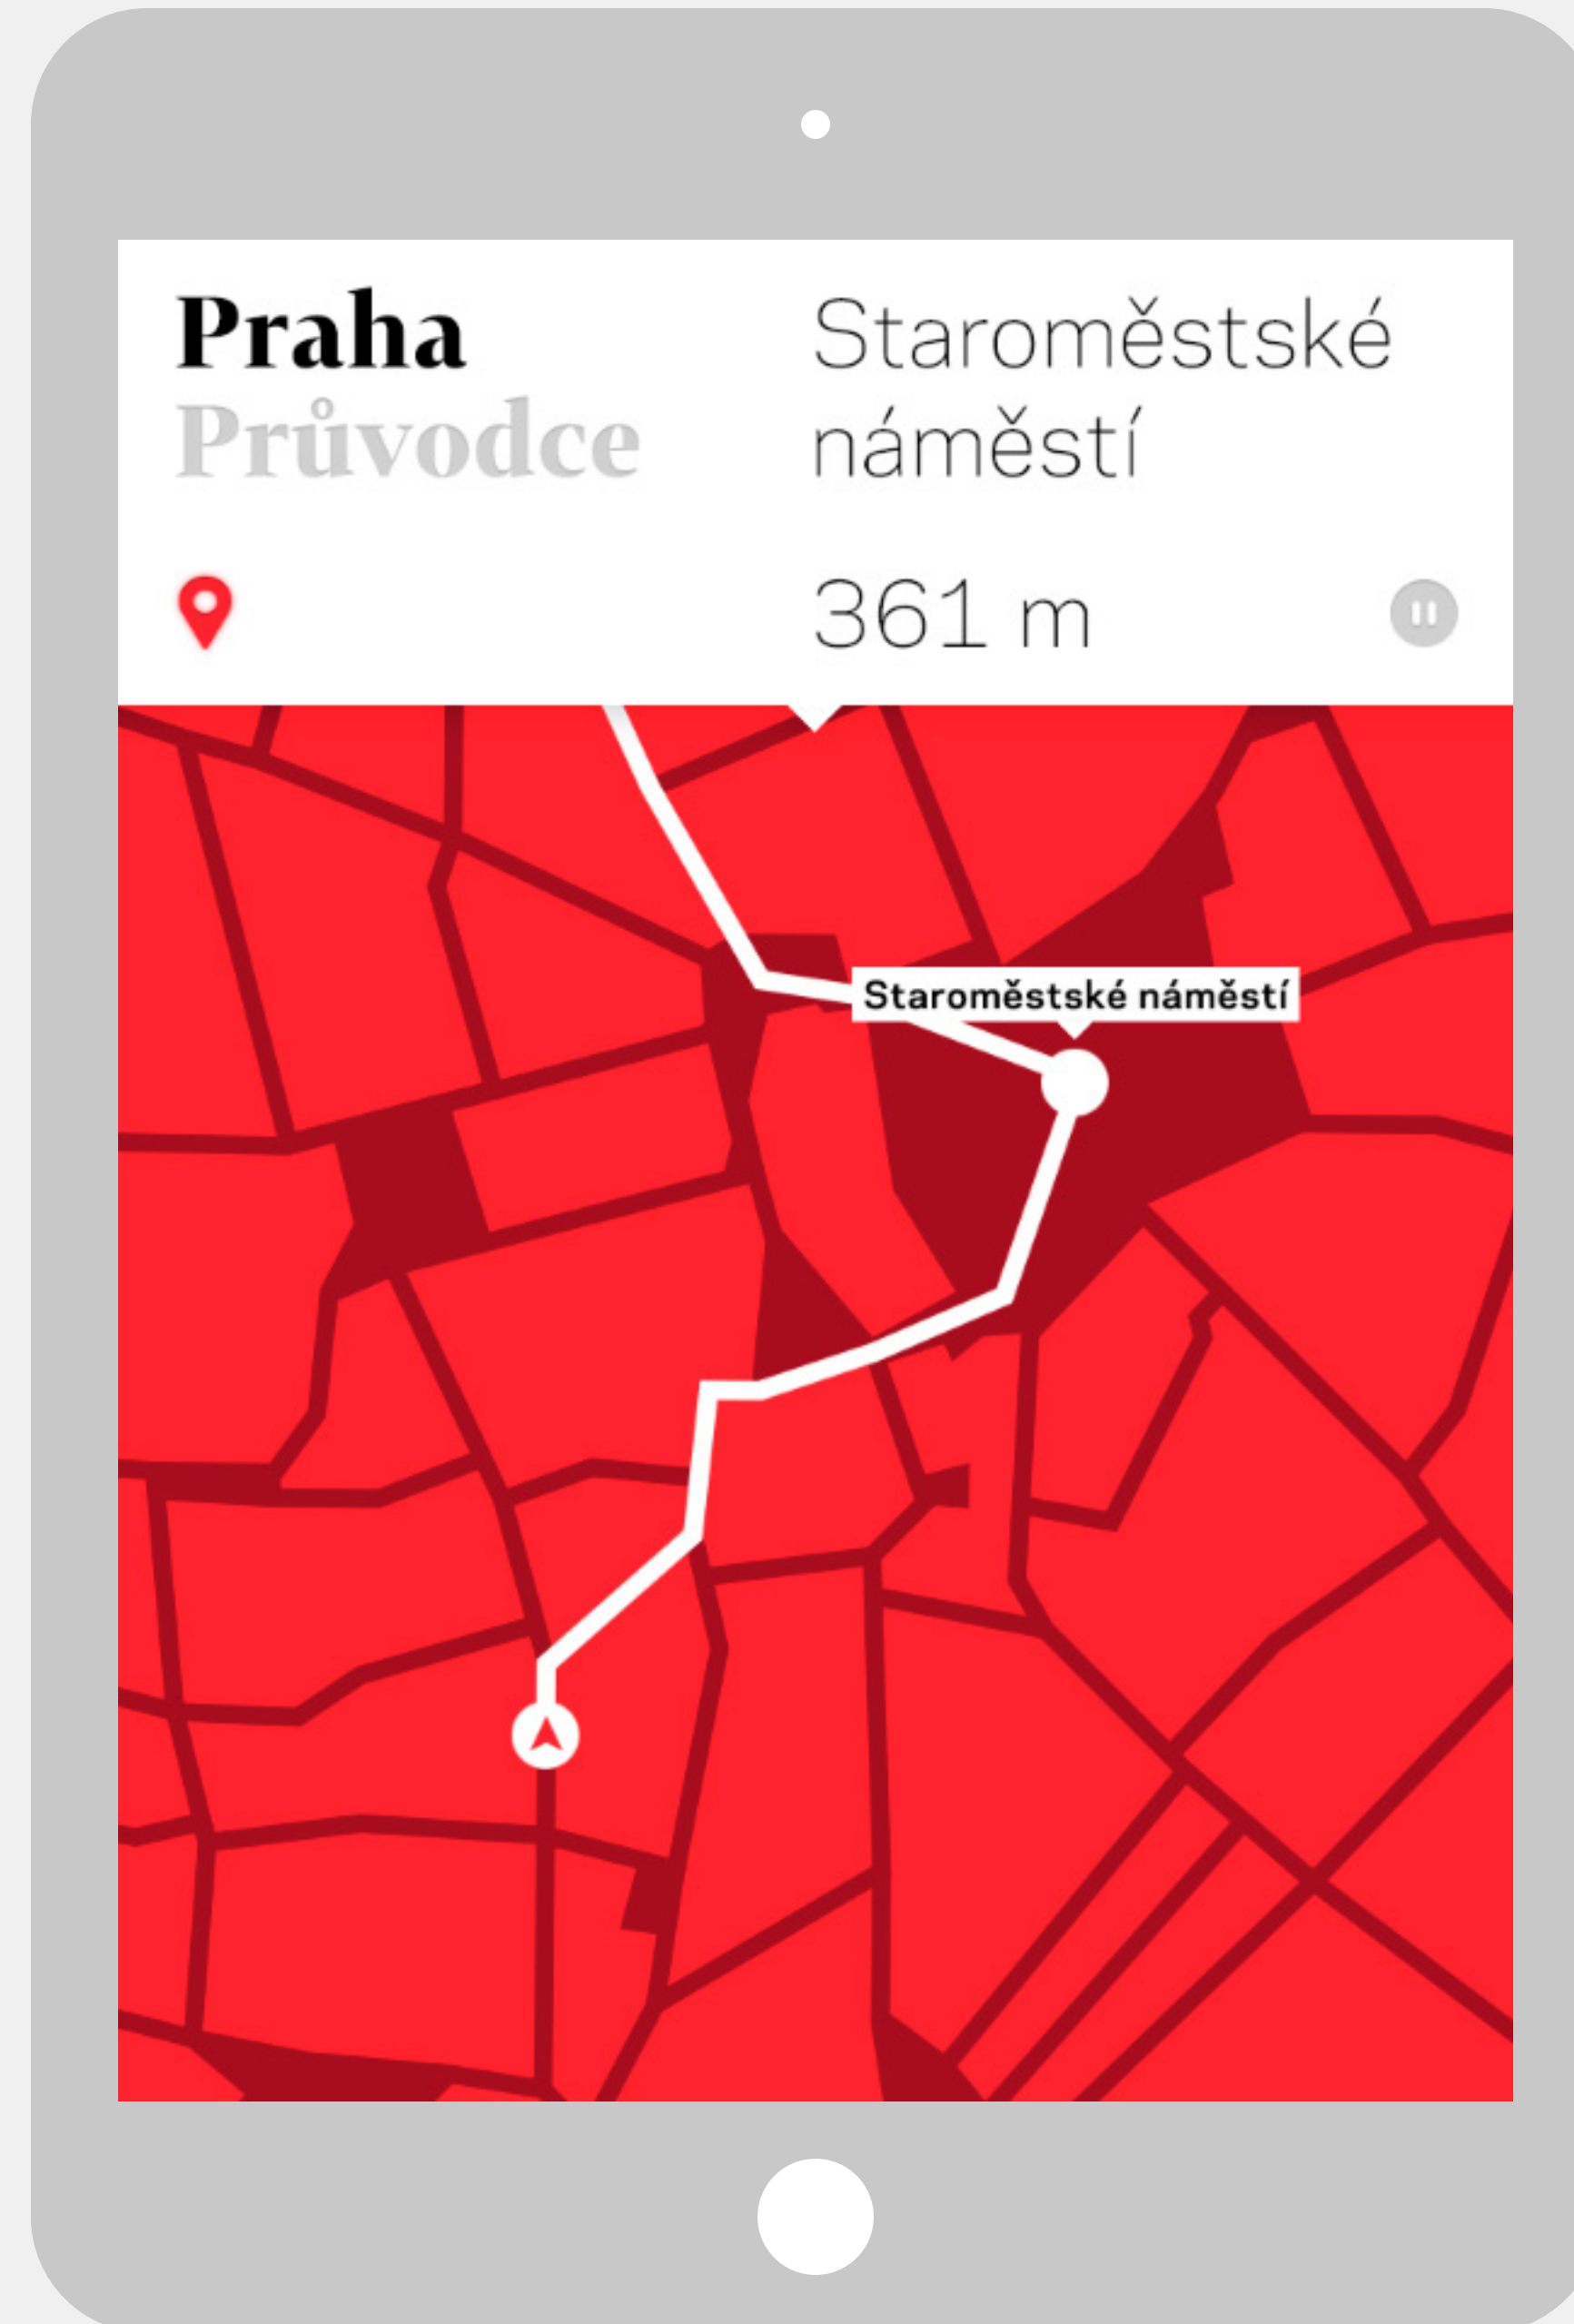 Praha
Průvodce
Staroměstské
náměstí
361 m
Staroměstské náměstí